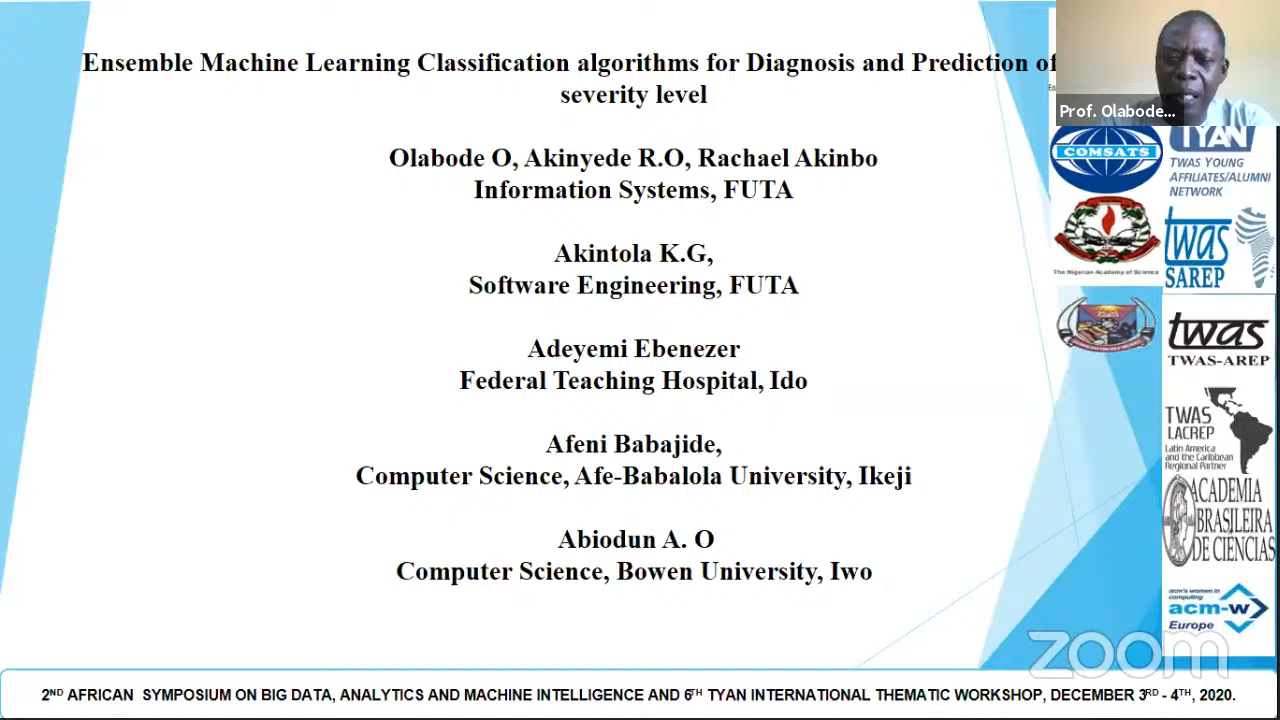 Ensemble Machine Learning Classification algorithms for Diagnosis and Prediction of
severity level
Olabode O, Akinyede R.O, Rachael Akinbo
Information Systems, FUTA
Akintola K.G,
Software Engineering, FUTA
Adeyemi Ebenezer
Federal Teaching Hospital, Ido
Afeni Babajide,
Computer Science, Afe-Babalola University, Ikeji
Abiodun A. O
Computer Science, Bowen University, Iwo
Prof. Olabode...
COMSATS
TYAN
TWAS YOUNG
AFFILIATES/ALUMNI
NETWORK
The Nigerian Academy of Science
twas
SAREP
twas
TWAS-AREP
TWAS
LACREP
Latin America
and the Caribbean
Regional Partner
ACADEMIA
BRASILEIRA
DE CIÊNCIAS
acm's women in
computing
acm-w
Europe
zoom
2ND AFRICAN SYMPOSIUM ON BIG DATA, ANALYTICS AND MACHINE INTELLIGENCE AND 6TH TYAN INTERNATIONAL THEMATIC WORKSHOP, DECEMBER 3RD - 4TH, 2020.